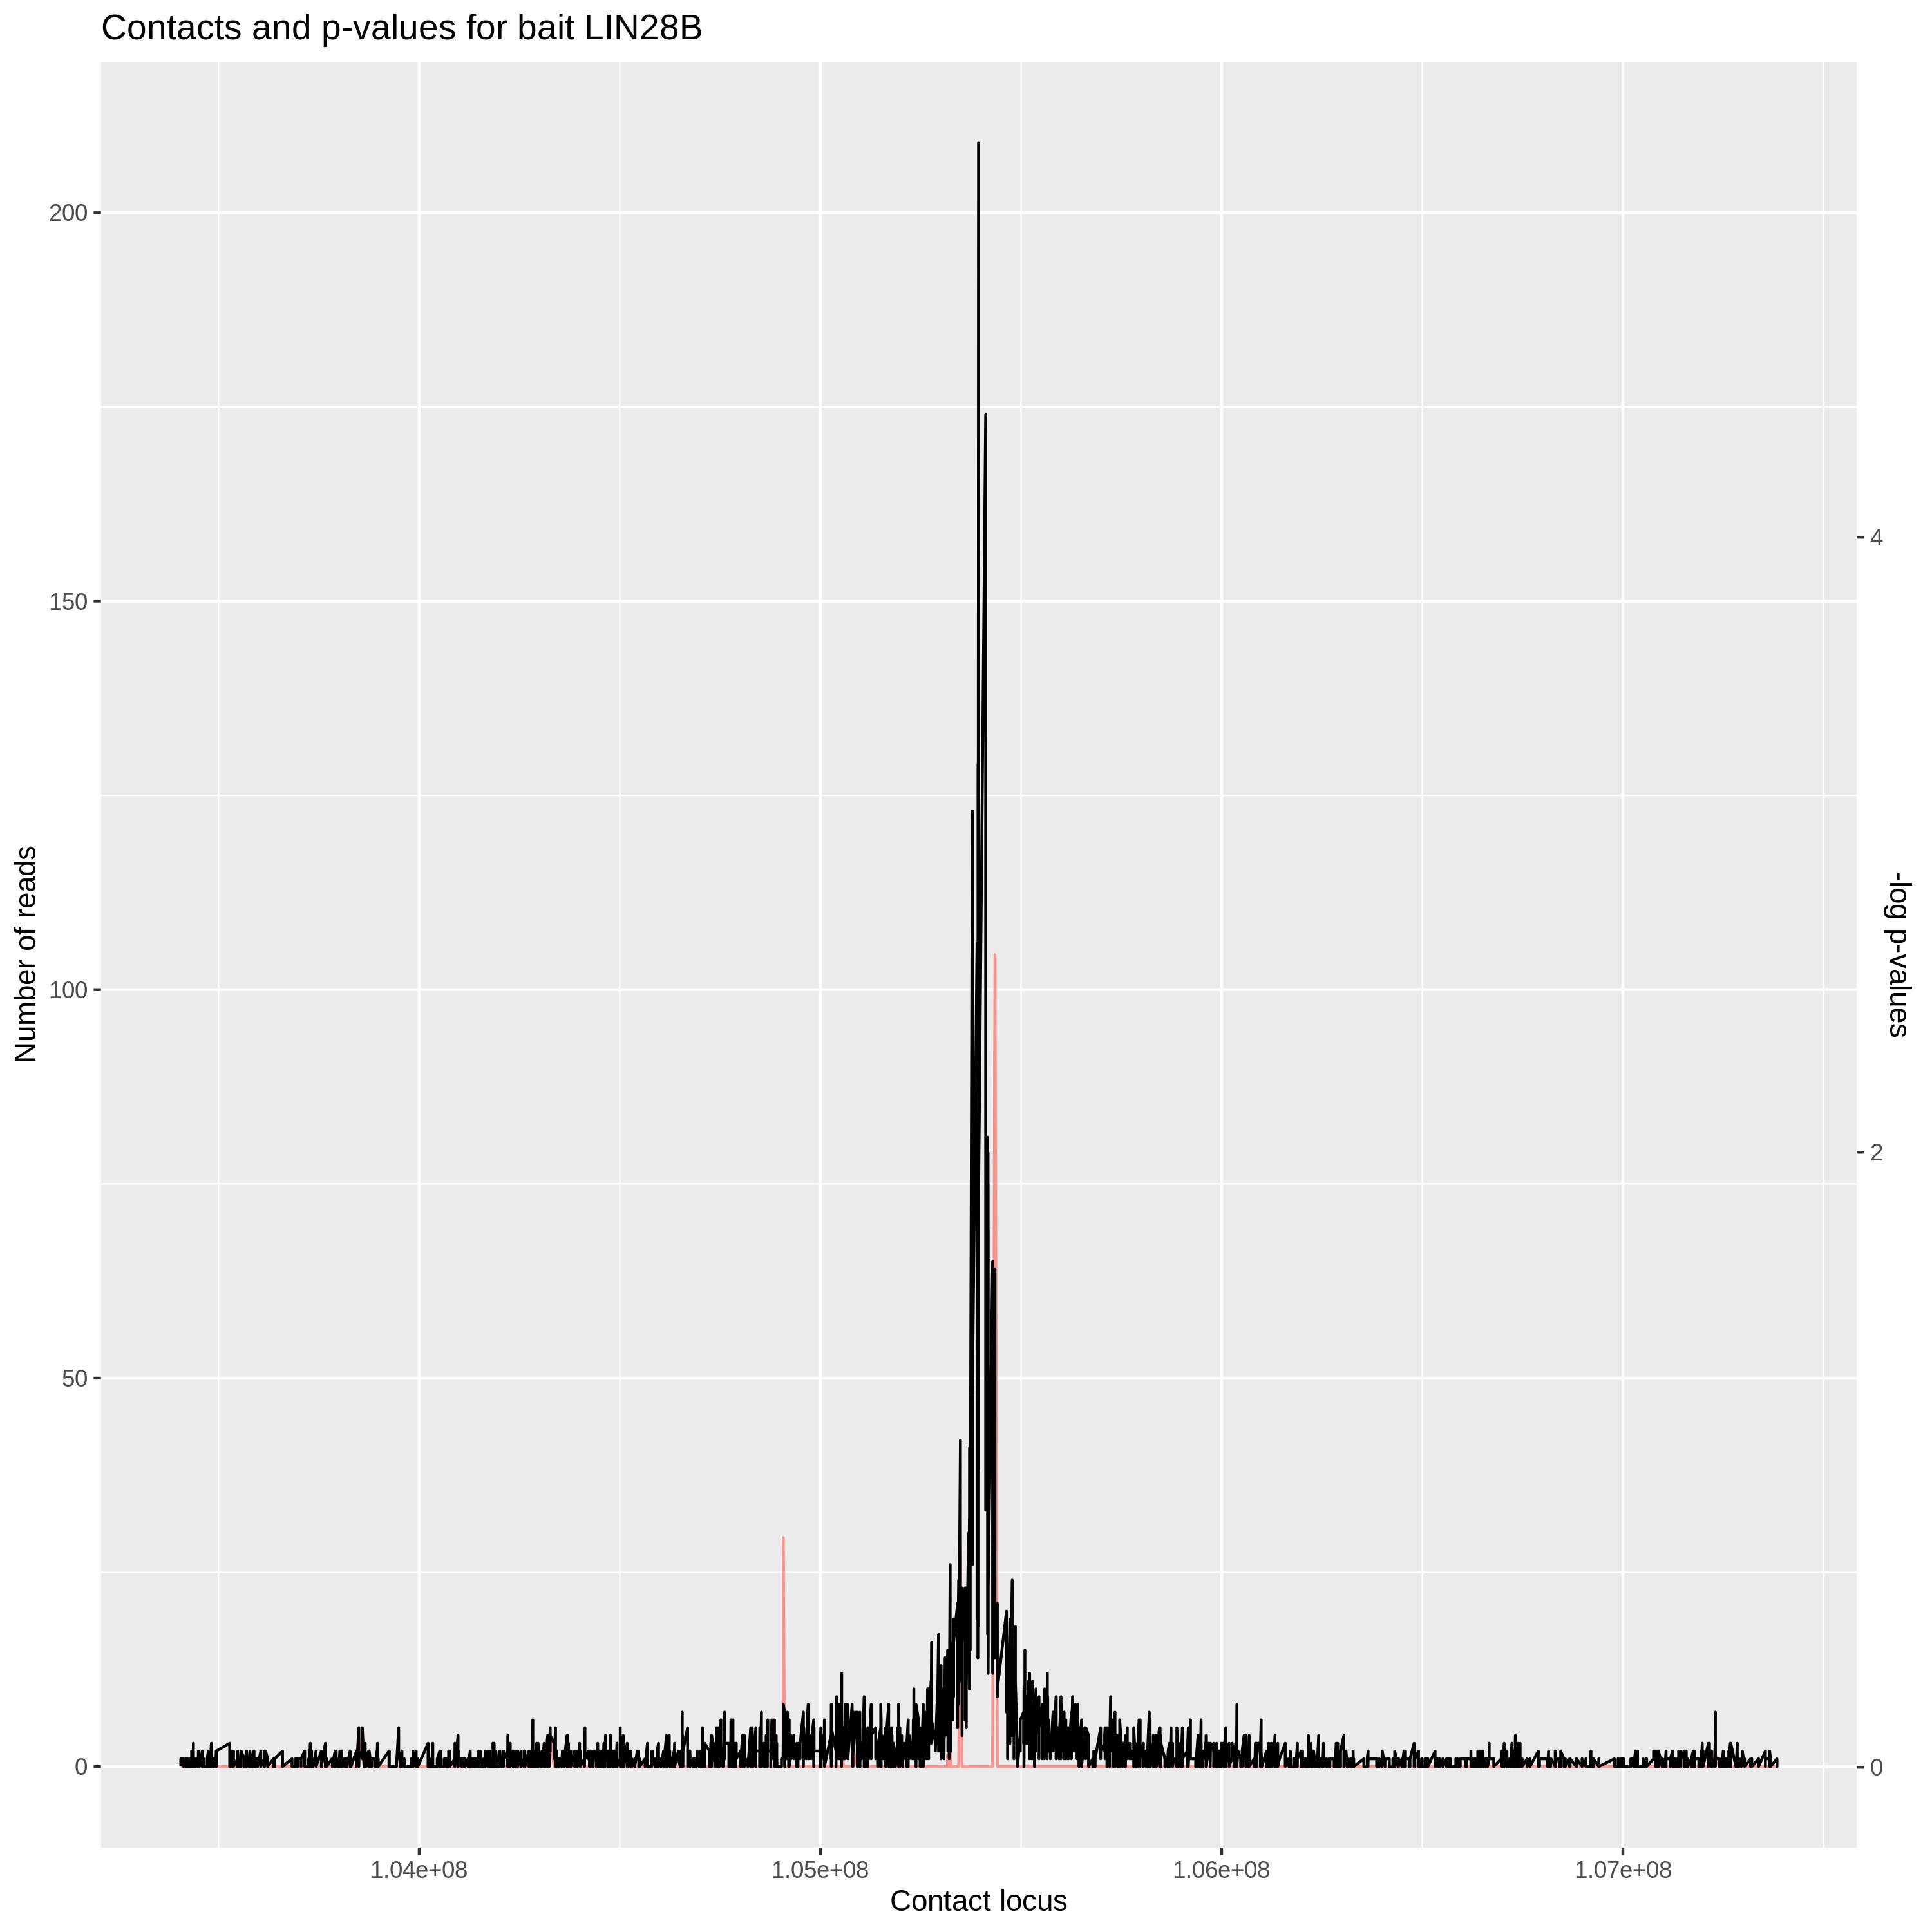 Contacts and p-values for bait LIN28B
200
150
100
50
0
Number of reads
4
2
0
-log p-values
1.04e+08
1.05e+08
1.06e+08
1.07e+08
Contact locus